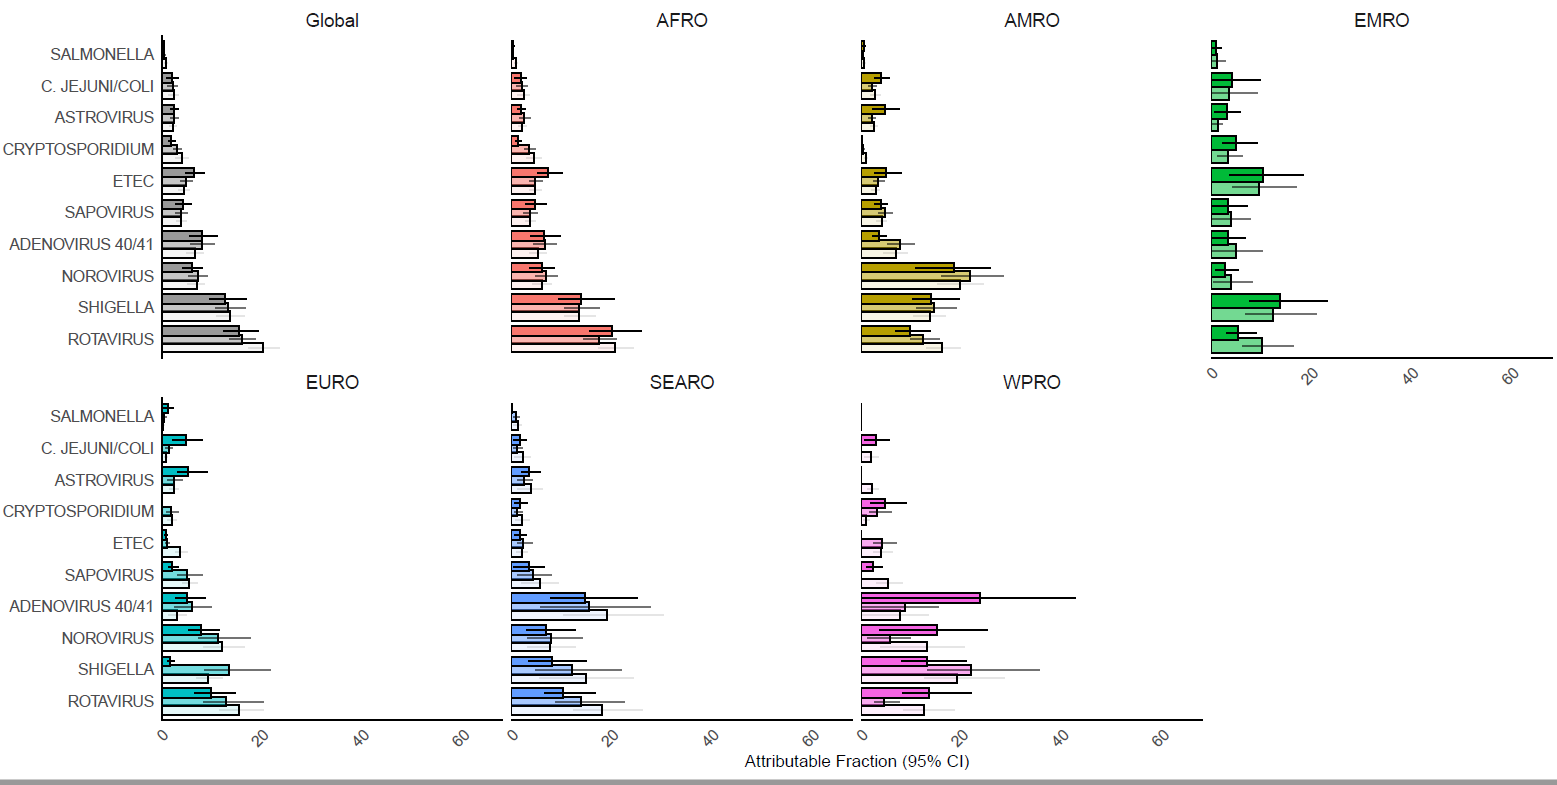 Global AFRO AMRO EMRO
SALMONELLA
C. JEJUNI/COLI
ASTROVIRUS
CRYPTOSPORIDIUM
ETEC
SAPOVIRUS
ADENOVIRUS 40/41
NOROVIRUS
SHIGELLA
ROTAVIRUS
0 20 40 60
EURO SEARO WPRO
SALMONELLA
C. JEJUNI/COLI
ASTROVIRUS
CRYPTOSPORIDIUM
ETEC
SAPOVIRUS
ADENOVIRUS 40/41
NOROVIRUS
SHIGELLA
ROTAVIRUS
0 20 40 60 0 20 40 60 0 20 40 60
Attributable Fraction (95% CI)